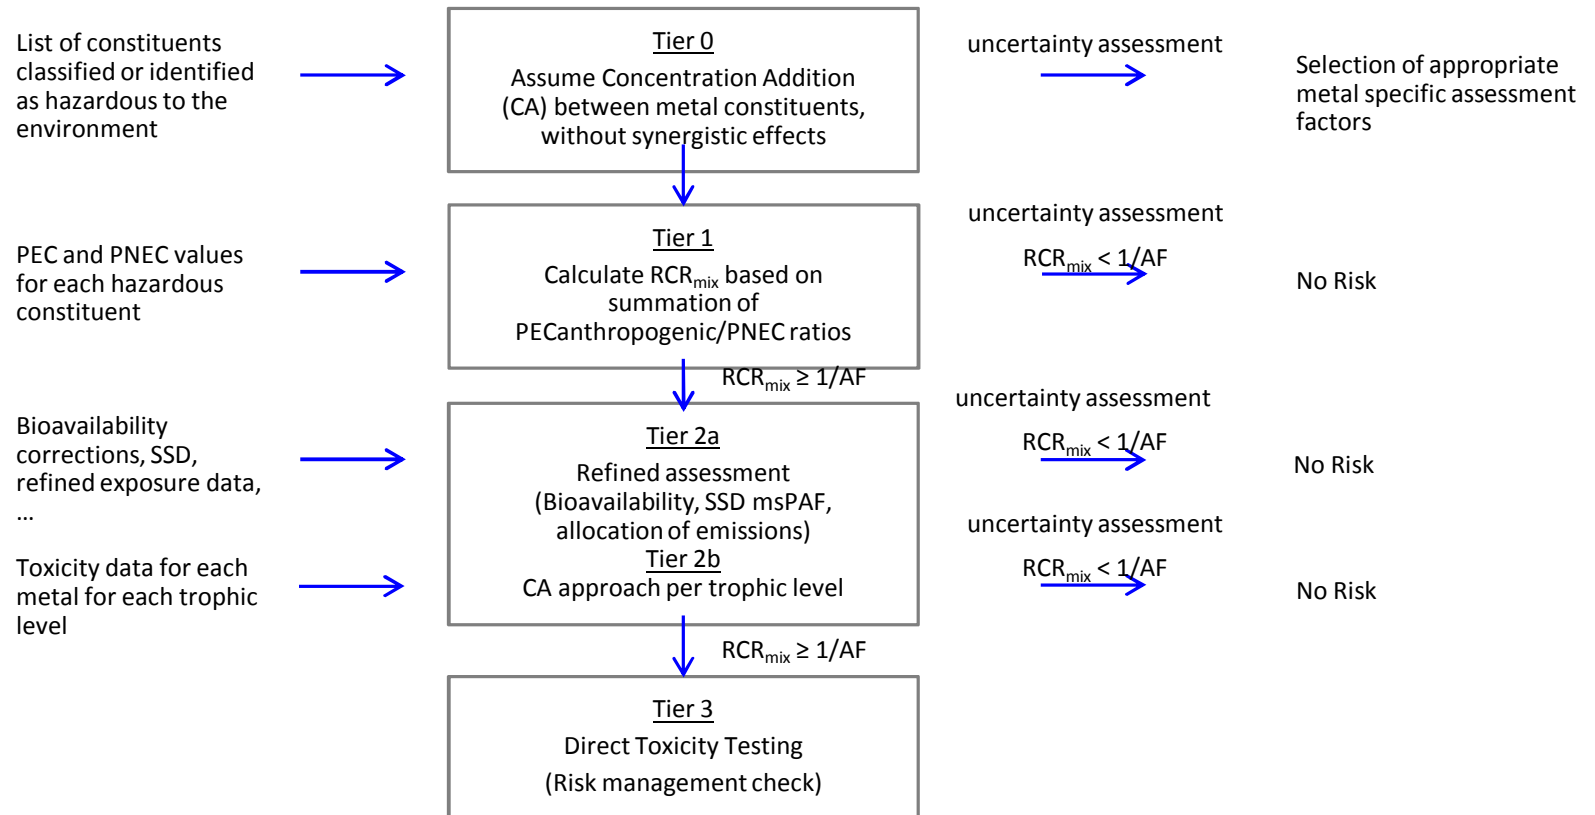 List of constituents
classified or identified
as hazardous to the
environment
Tier 0
Assume Concentration Addition
(CA) between metal constituents,
without synergistic effects
uncertainty assessment
Selection of appropriate
metal specific assessment
factors
PEC and PNEC values
for each hazardous
constituent
Tier 1
Calculate RCRmix based on
summation of
PECanthropogenic/PNEC ratios
uncertainty assessment
RCRmix < 1/AF
No Risk
RCRmix ≥ 1/AF
Bioavailability
corrections, SSD,
refined exposure data,
…
Tier 2a
Refined assessment
(Bioavailability, SSD msPAF,
allocation of emissions)
uncertainty assessment
RCRmix < 1/AF
No Risk
Toxicity data for each
metal for each trophic
level
Tier 2b
CA approach per trophic level
uncertainty assessment
RCRmix < 1/AF
No Risk
RCRmix ≥ 1/AF
Tier 3
Direct Toxicity Testing
(Risk management check)